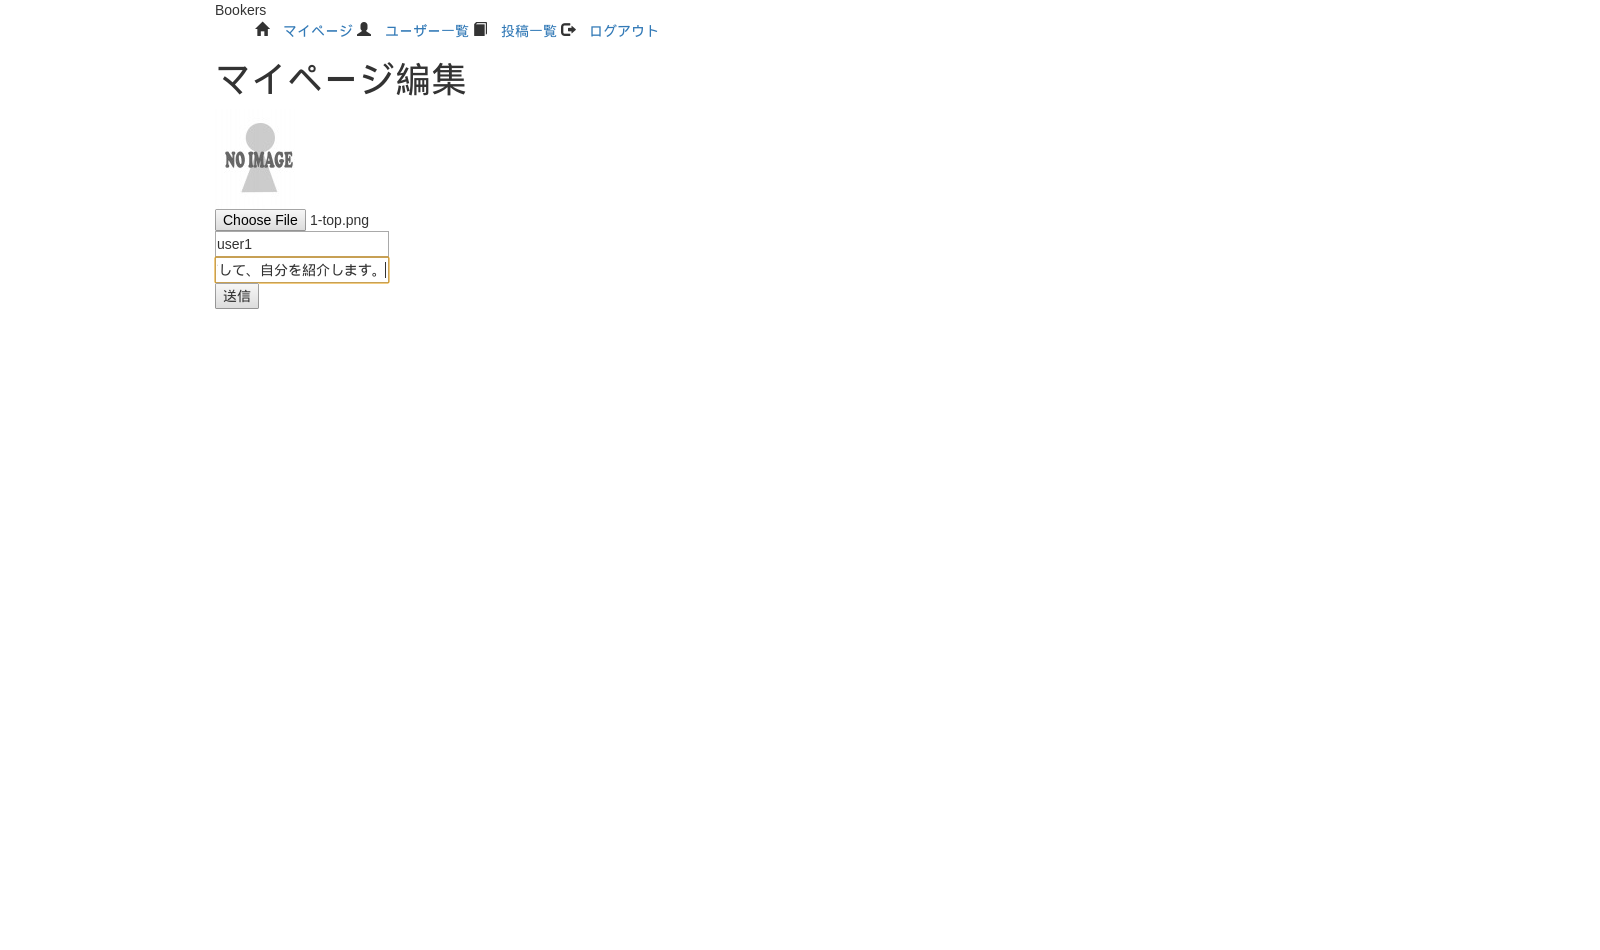 Bookers
マイページ ユーザー一覧 投稿一覧 ログアウト
マイページ編集
NO IMAGE
Choose File 1-top.png
user1
して、自分を紹介します。
送信